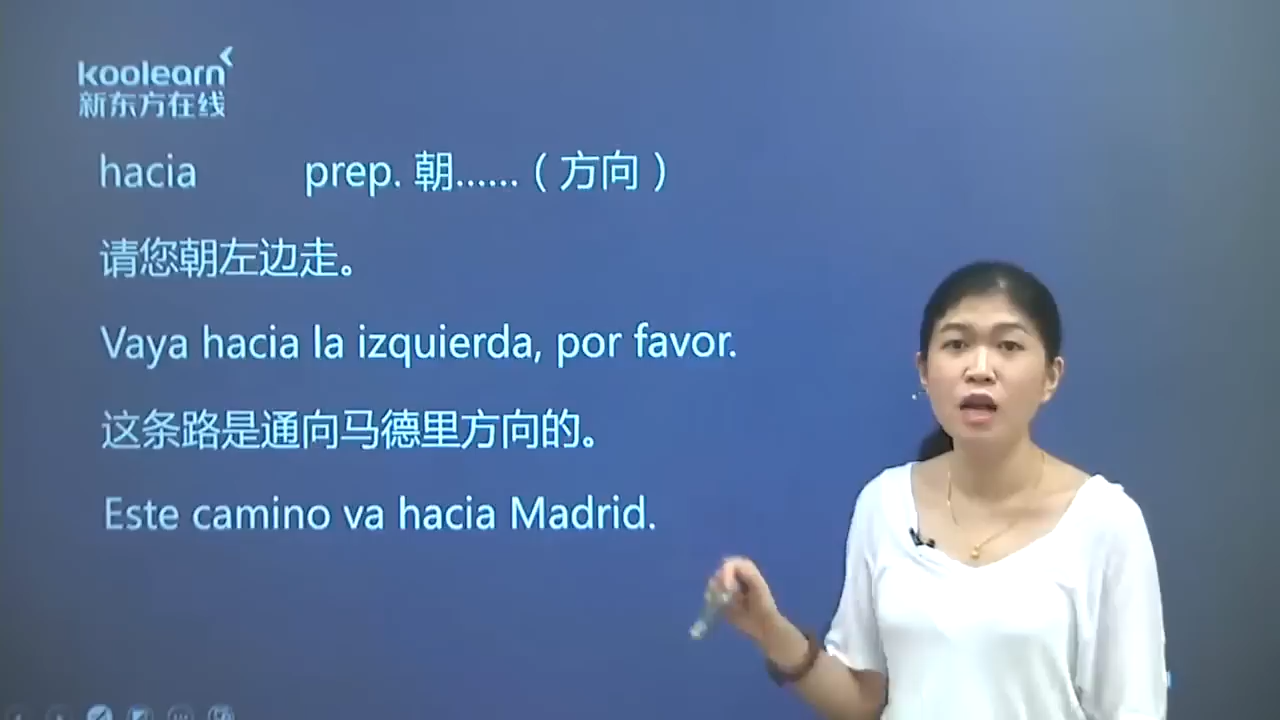 koolearn
新东方在线
hacia prep. 朝……（方向）
请您朝左边走。
Vaya hacia la izquierda, por favor.
这条路是通向马德里方向的。
Este camino va hacia Madrid.